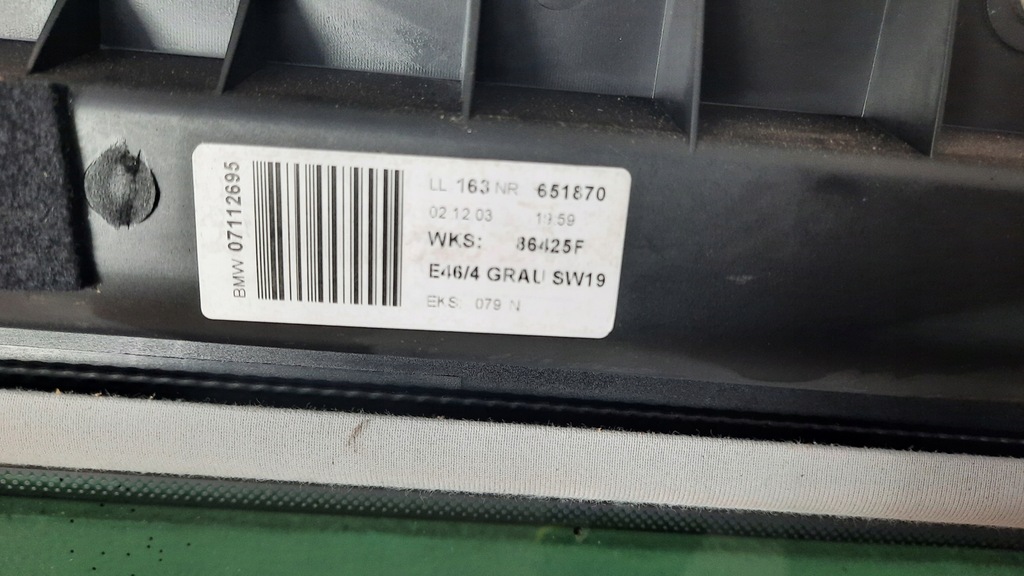 BMW 07112695
LL 163 NR 651870
02 12 03 19 59
WKS: 86425F
E46/4 GRAU SW19
EKS: 079 N